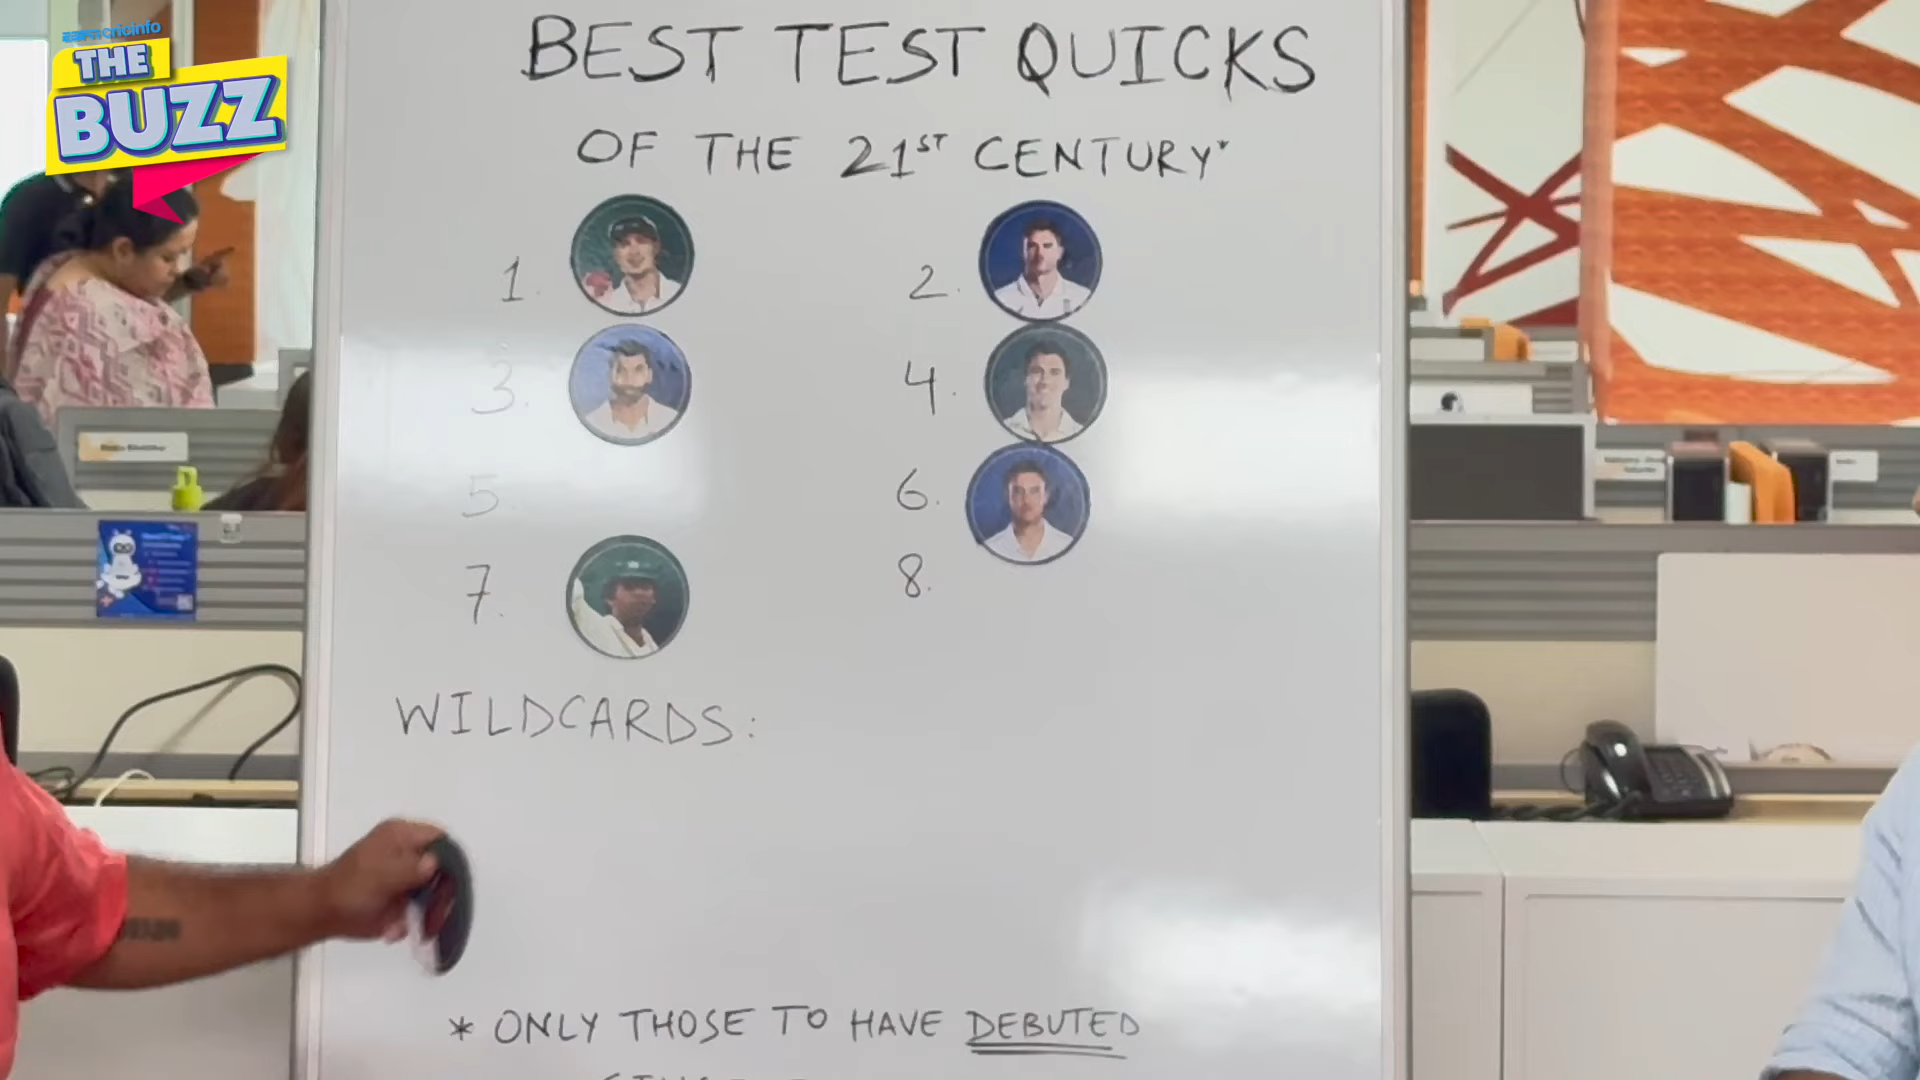 ESPNcricinfo
THE
BUZZ
BEST TEST QUICKS
OF THE 21ST CENTURY*
1.
2.
3.
4.
5.
6.
7.
8.
WILDCARDS:
* ONLY THOSE TO HAVE DEBUTED